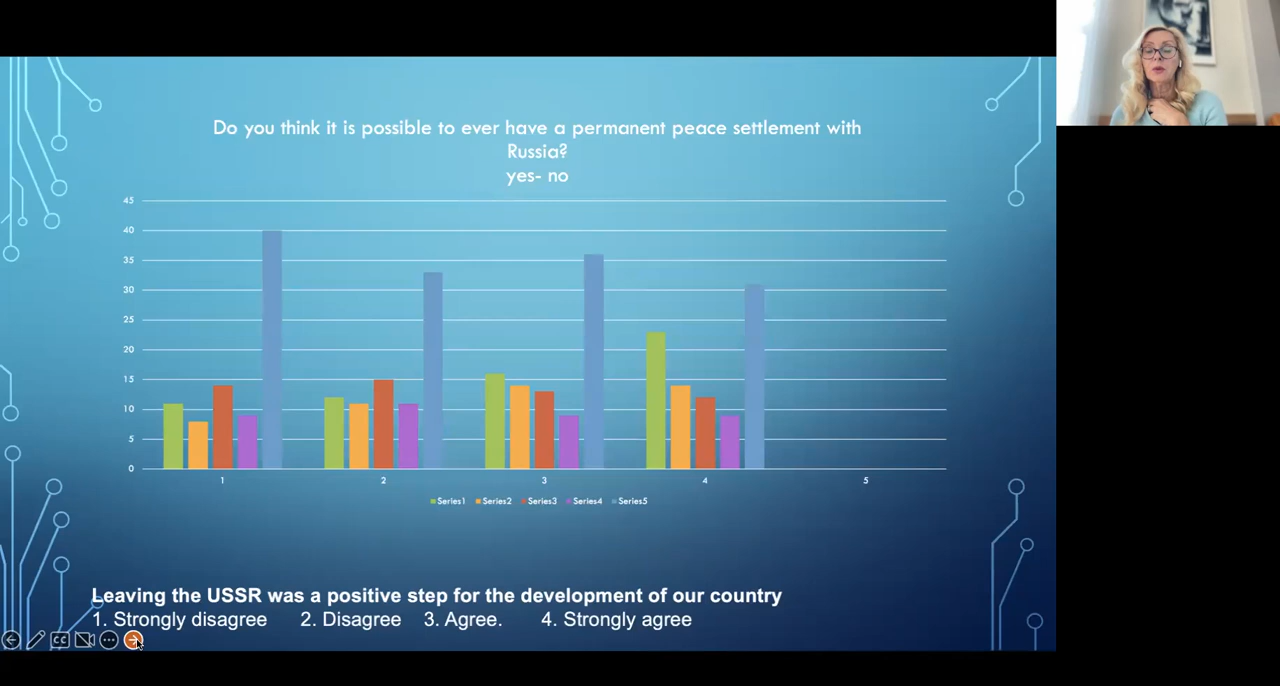 Do you think it is possible to ever have a permanent peace settlement with
Russia?
yes- no
45
40
35
30
25
20
15
10
5
0
1 2 3 4 5
Series1 Series2 Series3 Series4 Series5
Leaving the USSR was a positive step for the development of our country
1. Strongly disagree 2. Disagree 3. Agree. 4. Strongly agree
CC